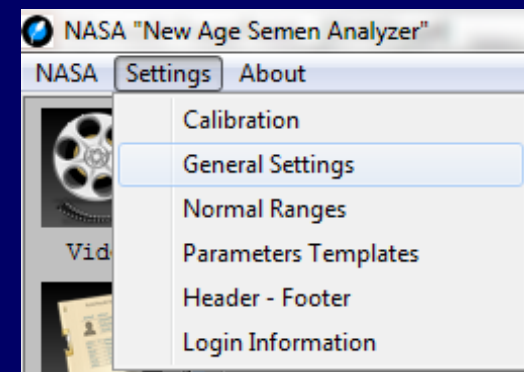 NASA "New Age Semen Analyzer"
NASA Settings About
Calibration
General Settings
Normal Ranges
Vid
Parameters Templates
Header - Footer
Login Information